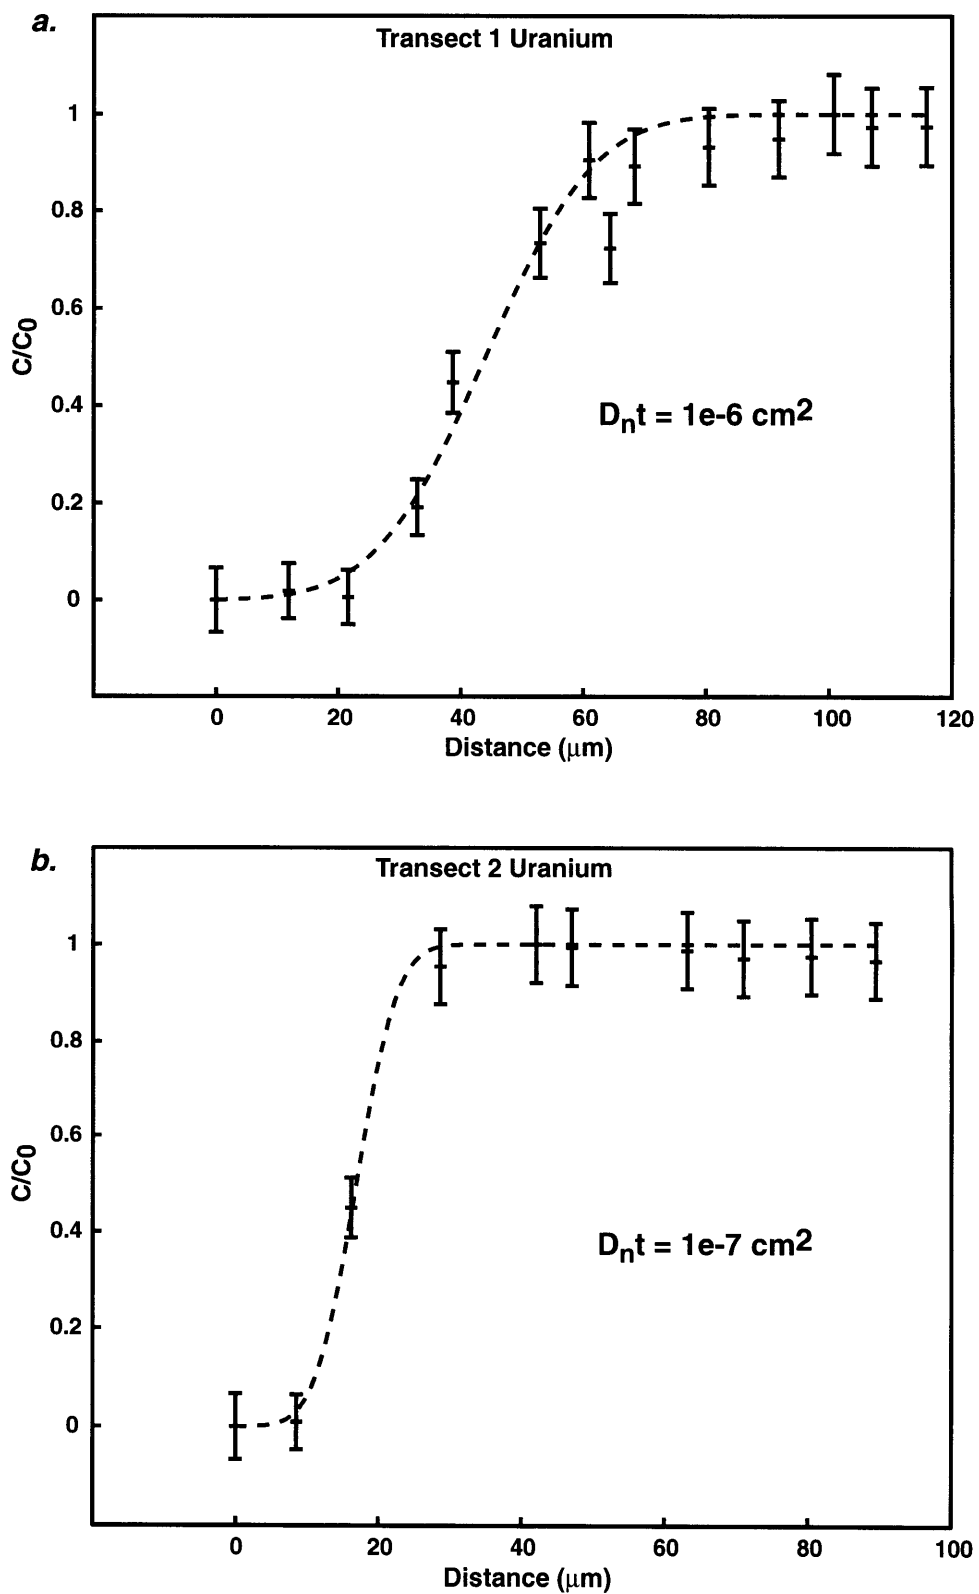 a.
Transect 1 Uranium
1
0.8
0.6
0.4
0.2
0
C/C0
Dnt = 1e-6 cm2
0 20 40 60 80 100 120
Distance (μm)
b.
Transect 2 Uranium
1
0.8
0.6
0.4
0.2
0
C/C0
Dnt = 1e-7 cm2
0 20 40 60 80 100
Distance (μm)